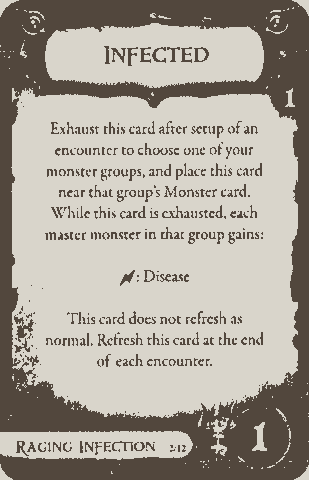 INFECTED
1
Exhaust this card after setup of an
encounter to choose one of your
monster groups, and place this card
near that group's Monster card.
While this card is exhausted, each
master monster in that group gains:
: Disease
This card does not refresh as
normal. Refresh this card at the end
of each encounter.
RAGING INFECTION 2/12
1